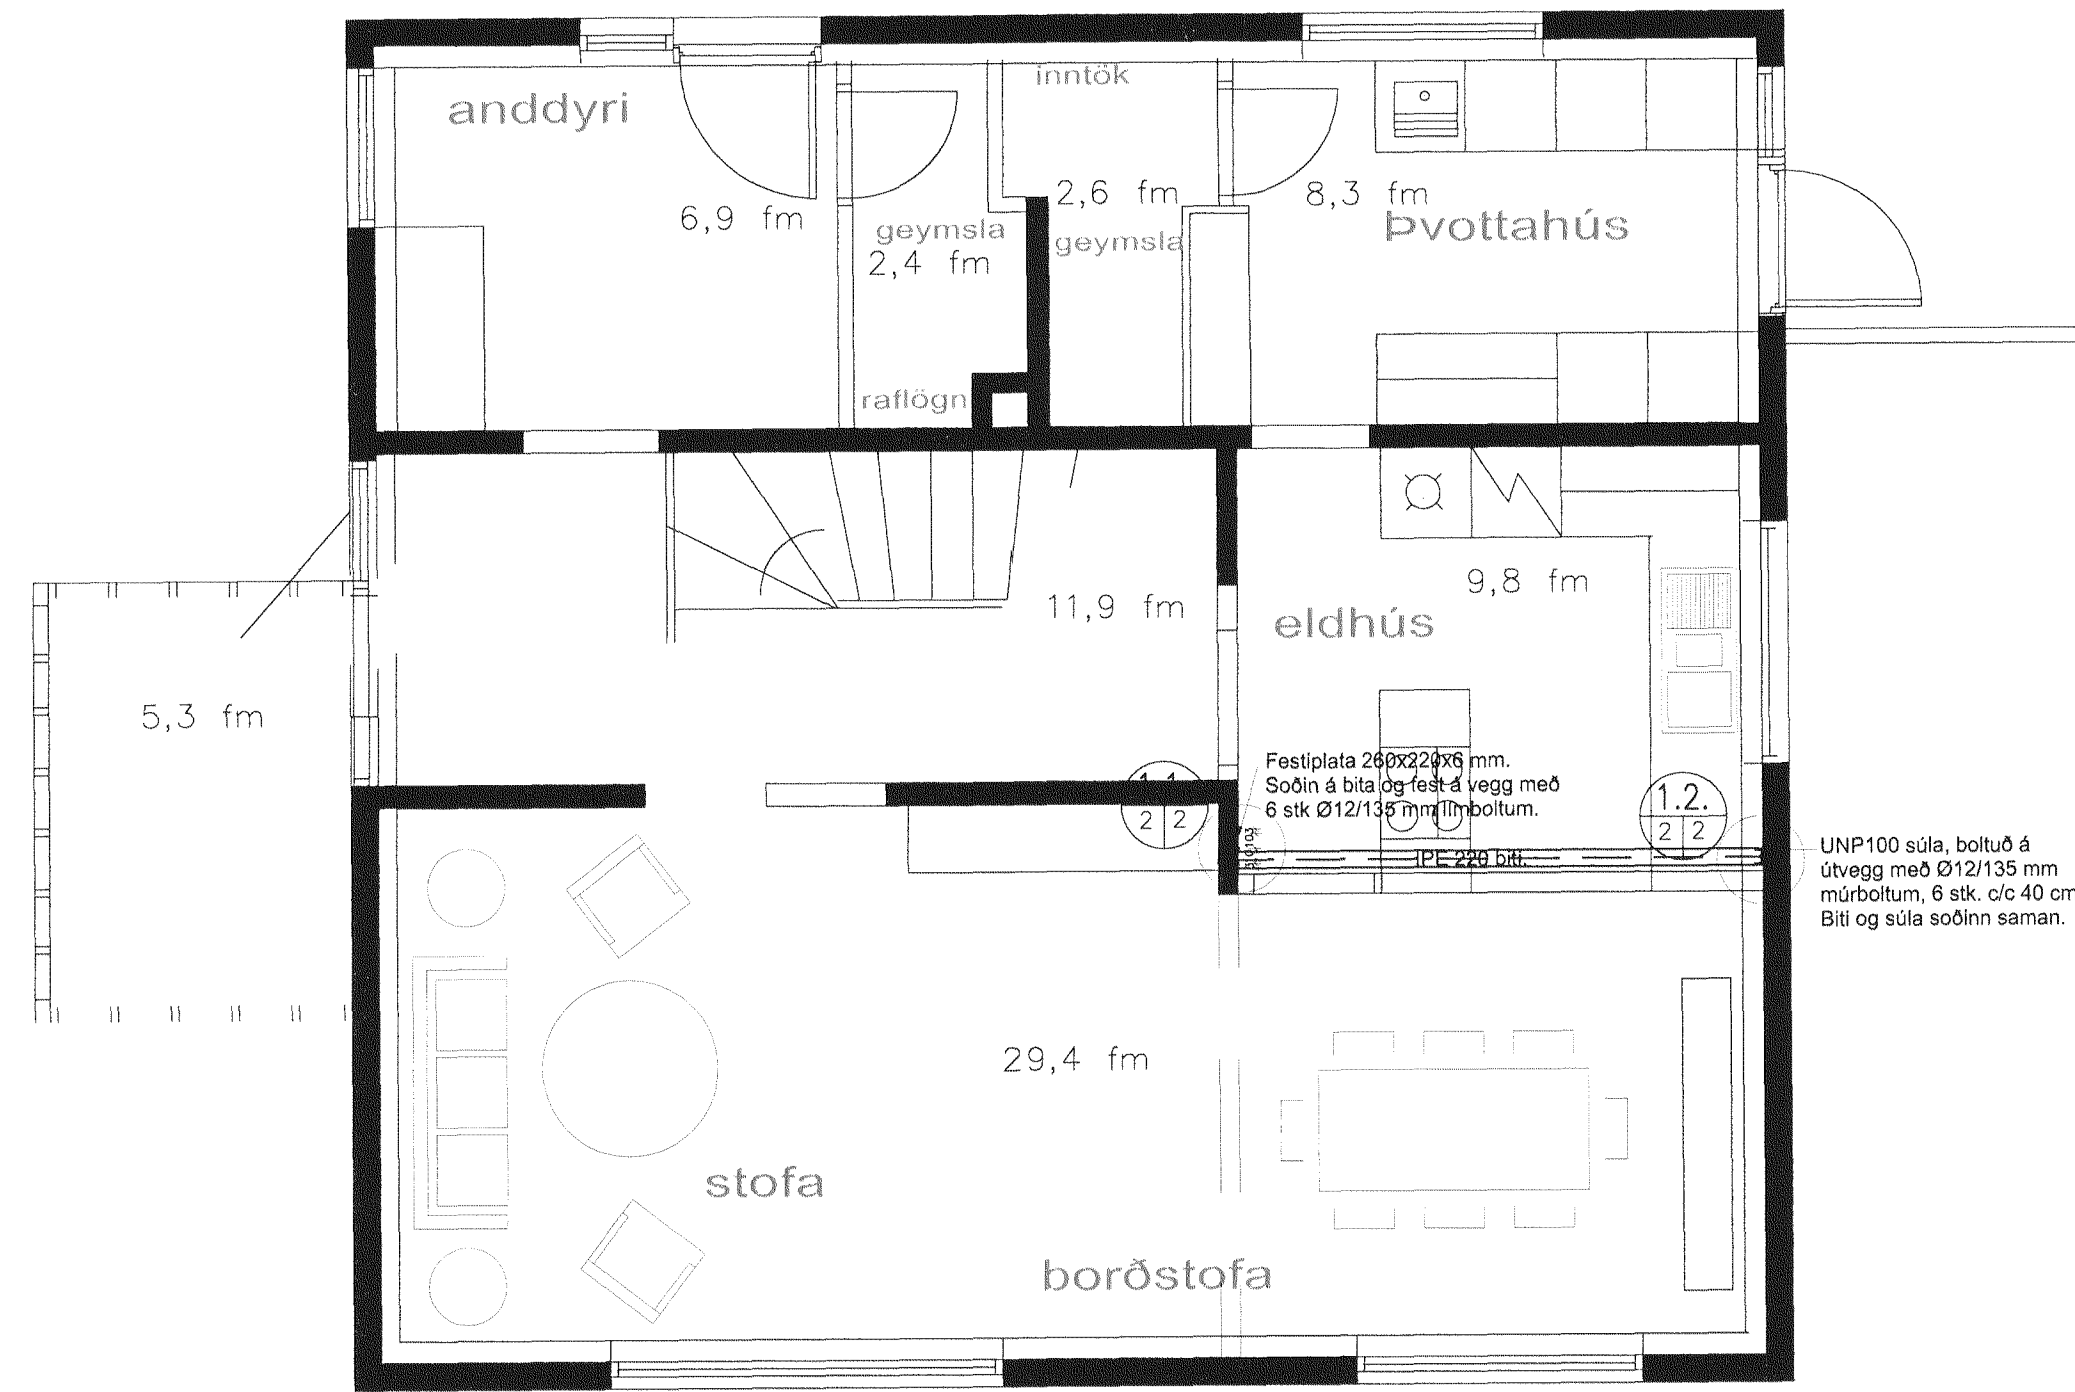 inntök
anddyri
2,6 fm
8,3 fm
6,9 fm
Þvottahús
geymsla
geymsla
2,4 fm
raflögn
9,8 fm
11,9 fm
eldhús
5,3 fm
Festiplata 260x220x6 mm.
Soðin á bita og fest á vegg með
6 stk Ø12/135 mm límboltum.
1.1.
2 2
1.2.
2 2
IPE 220 biti.
UNP100 súla, boltuð á
útvegg með Ø12/135 mm
múrboltum, 6 stk. c/c 40 cm
Biti og súla soðinn saman.
29,4 fm
stofa
borðstofa